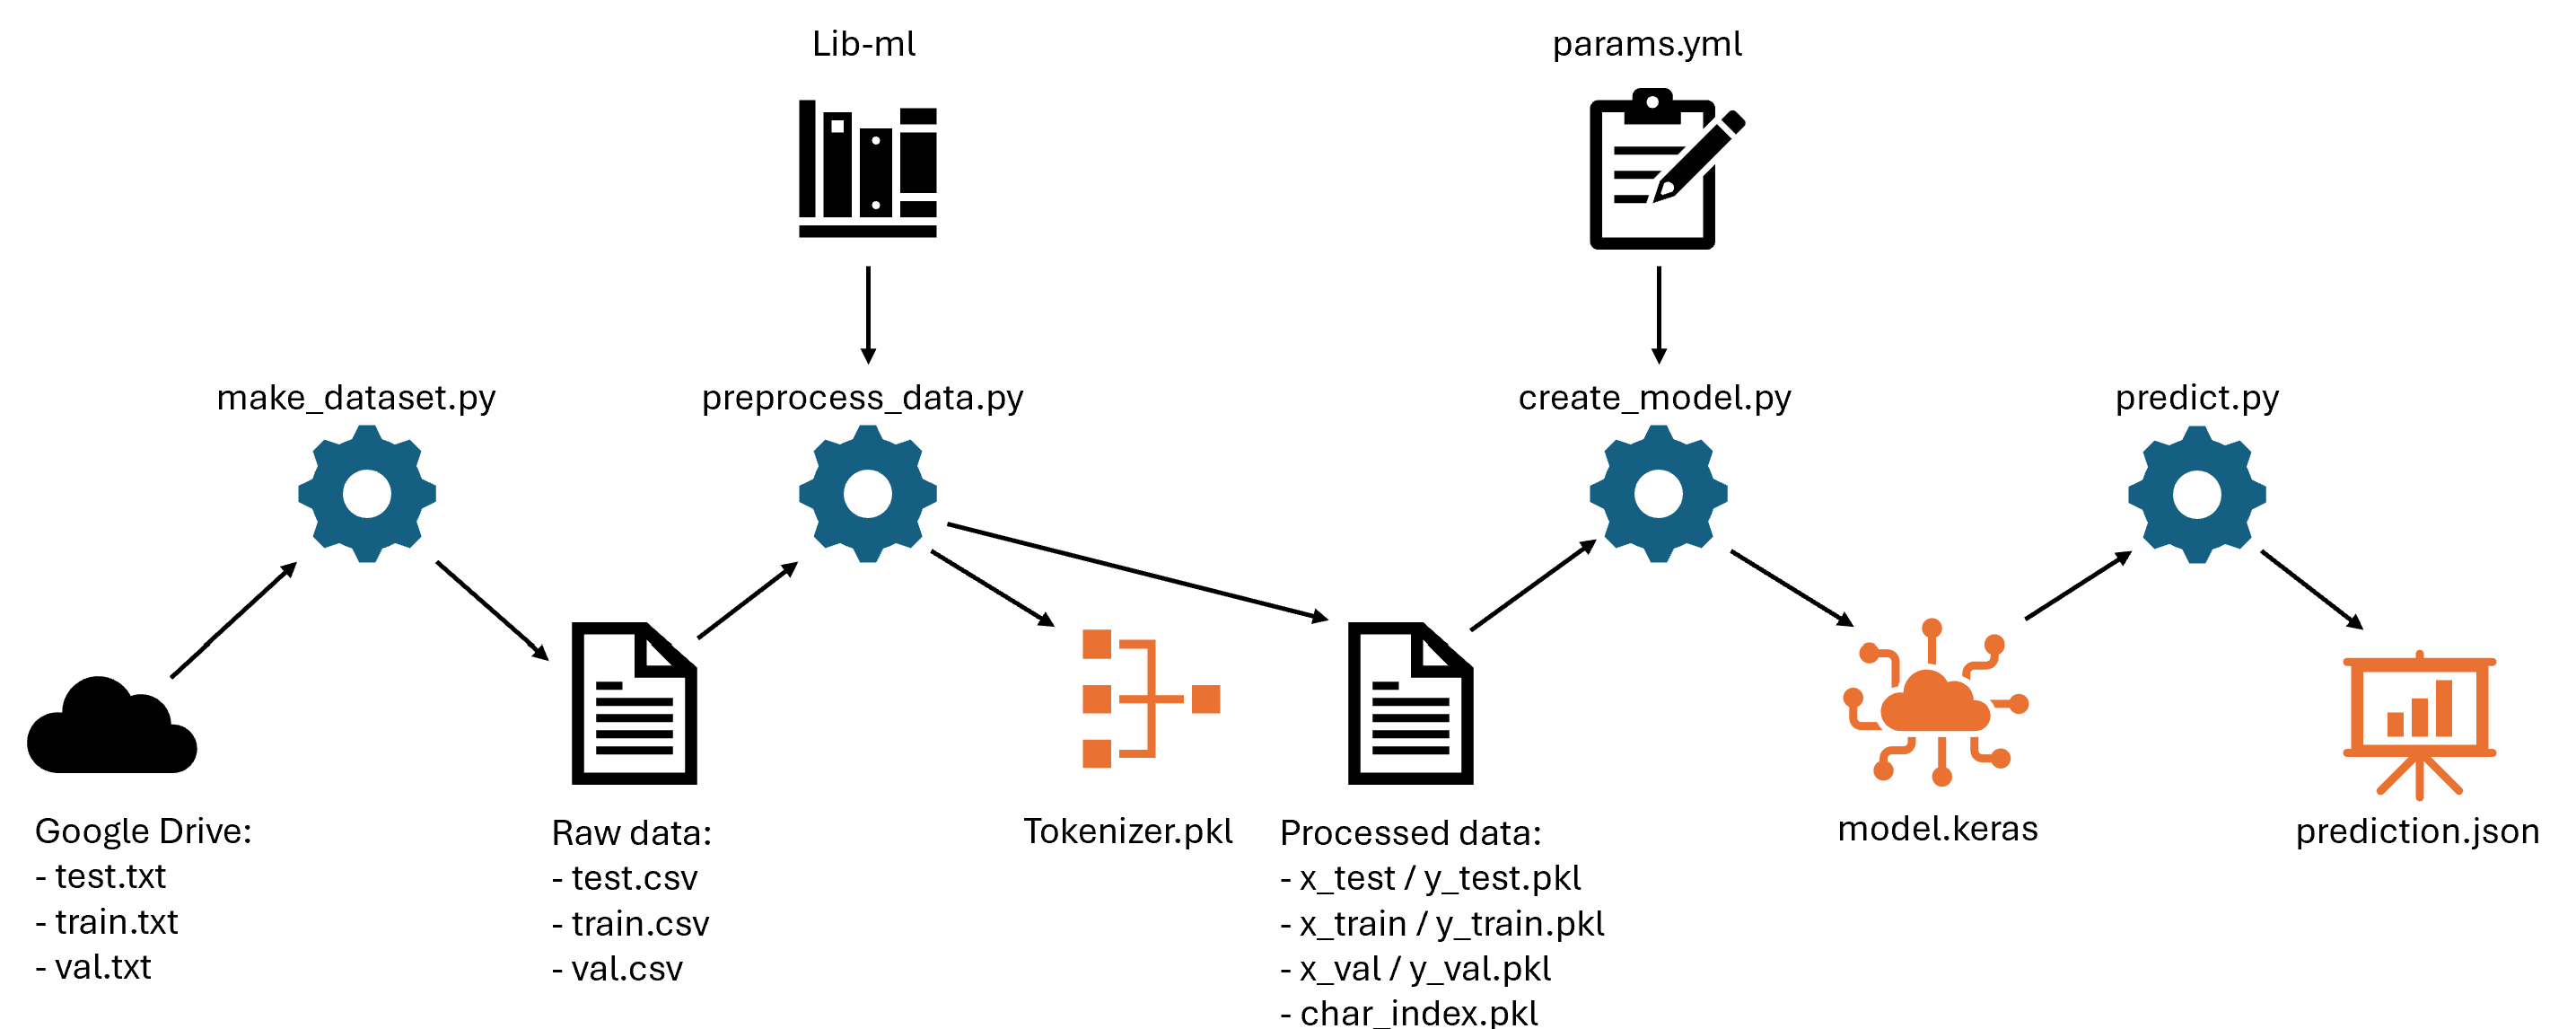 Lib-ml
params.yml
make_dataset.py
preprocess_data.py
create_model.py
predict.py
Google Drive:
- test.txt
- train.txt
- val.txt
Raw data:
- test.csv
- train.csv
- val.csv
Tokenizer.pkl
Processed data:
- x_test / y_test.pkl
- x_train / y_train.pkl
- x_val / y_val.pkl
- char_index.pkl
model.keras
prediction.json